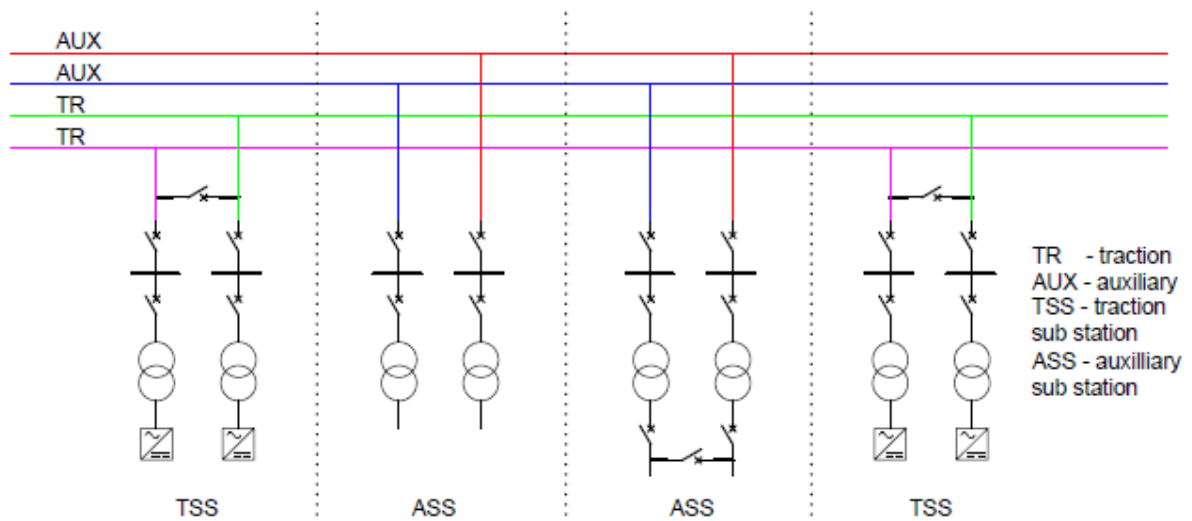 AUX
AUX
TR
TR
TR - traction
AUX - auxiliary
TSS - traction
sub station
ASS - auxilliary
sub station
TSS
ASS
ASS
TSS